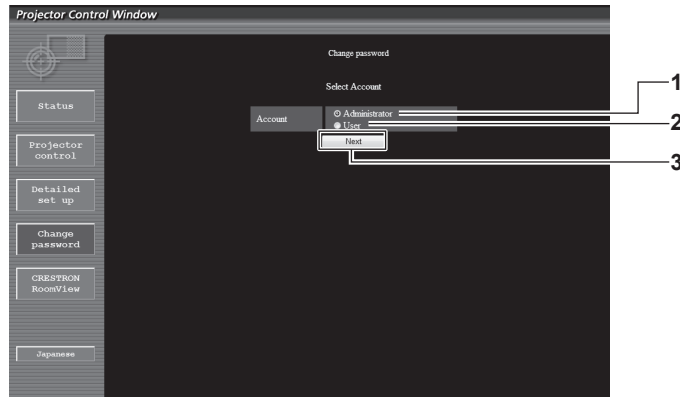 Projector Control Window
Change password
Select Account
Account
Administrator
User
Next
1
2
3
Status
Projector
control
Detailed
set up
Change
password
CRESTRON
RoomView
Japanese